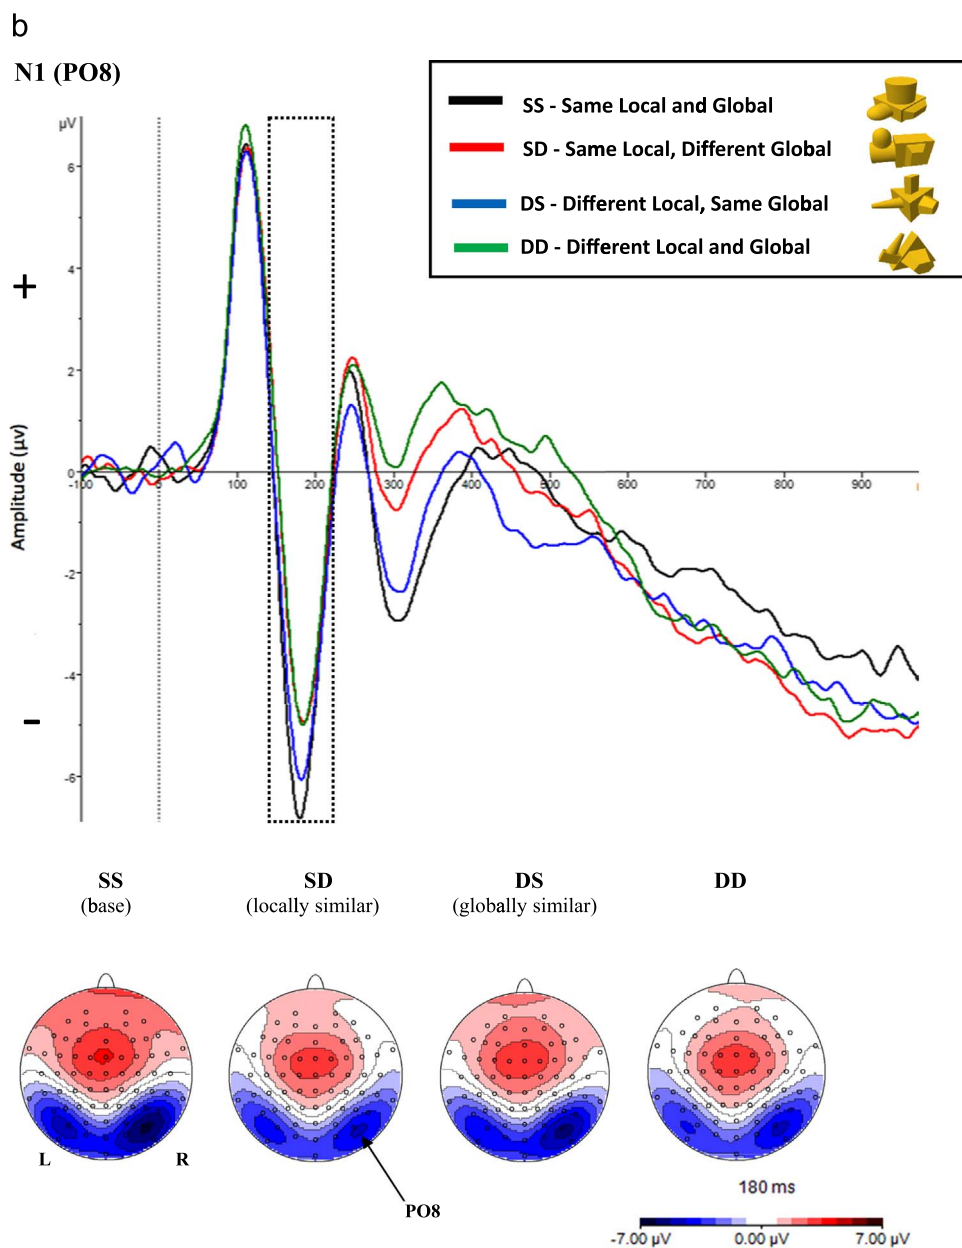 b
N1 (PO8)
SS - Same Local and Global
SD - Same Local, Different Global
DS - Different Local, Same Global
DD - Different Local and Global
µV
6
4
2
0
-2
-4
-6
+
-
Amplitude (µv)
-100 0 100 200 300 400 500 600 700 800 900
SS SD DS DD
(base) (locally similar) (globally similar)
L R
PO8
180 ms
-7.00 µV 0.00 µV 7.00 µV